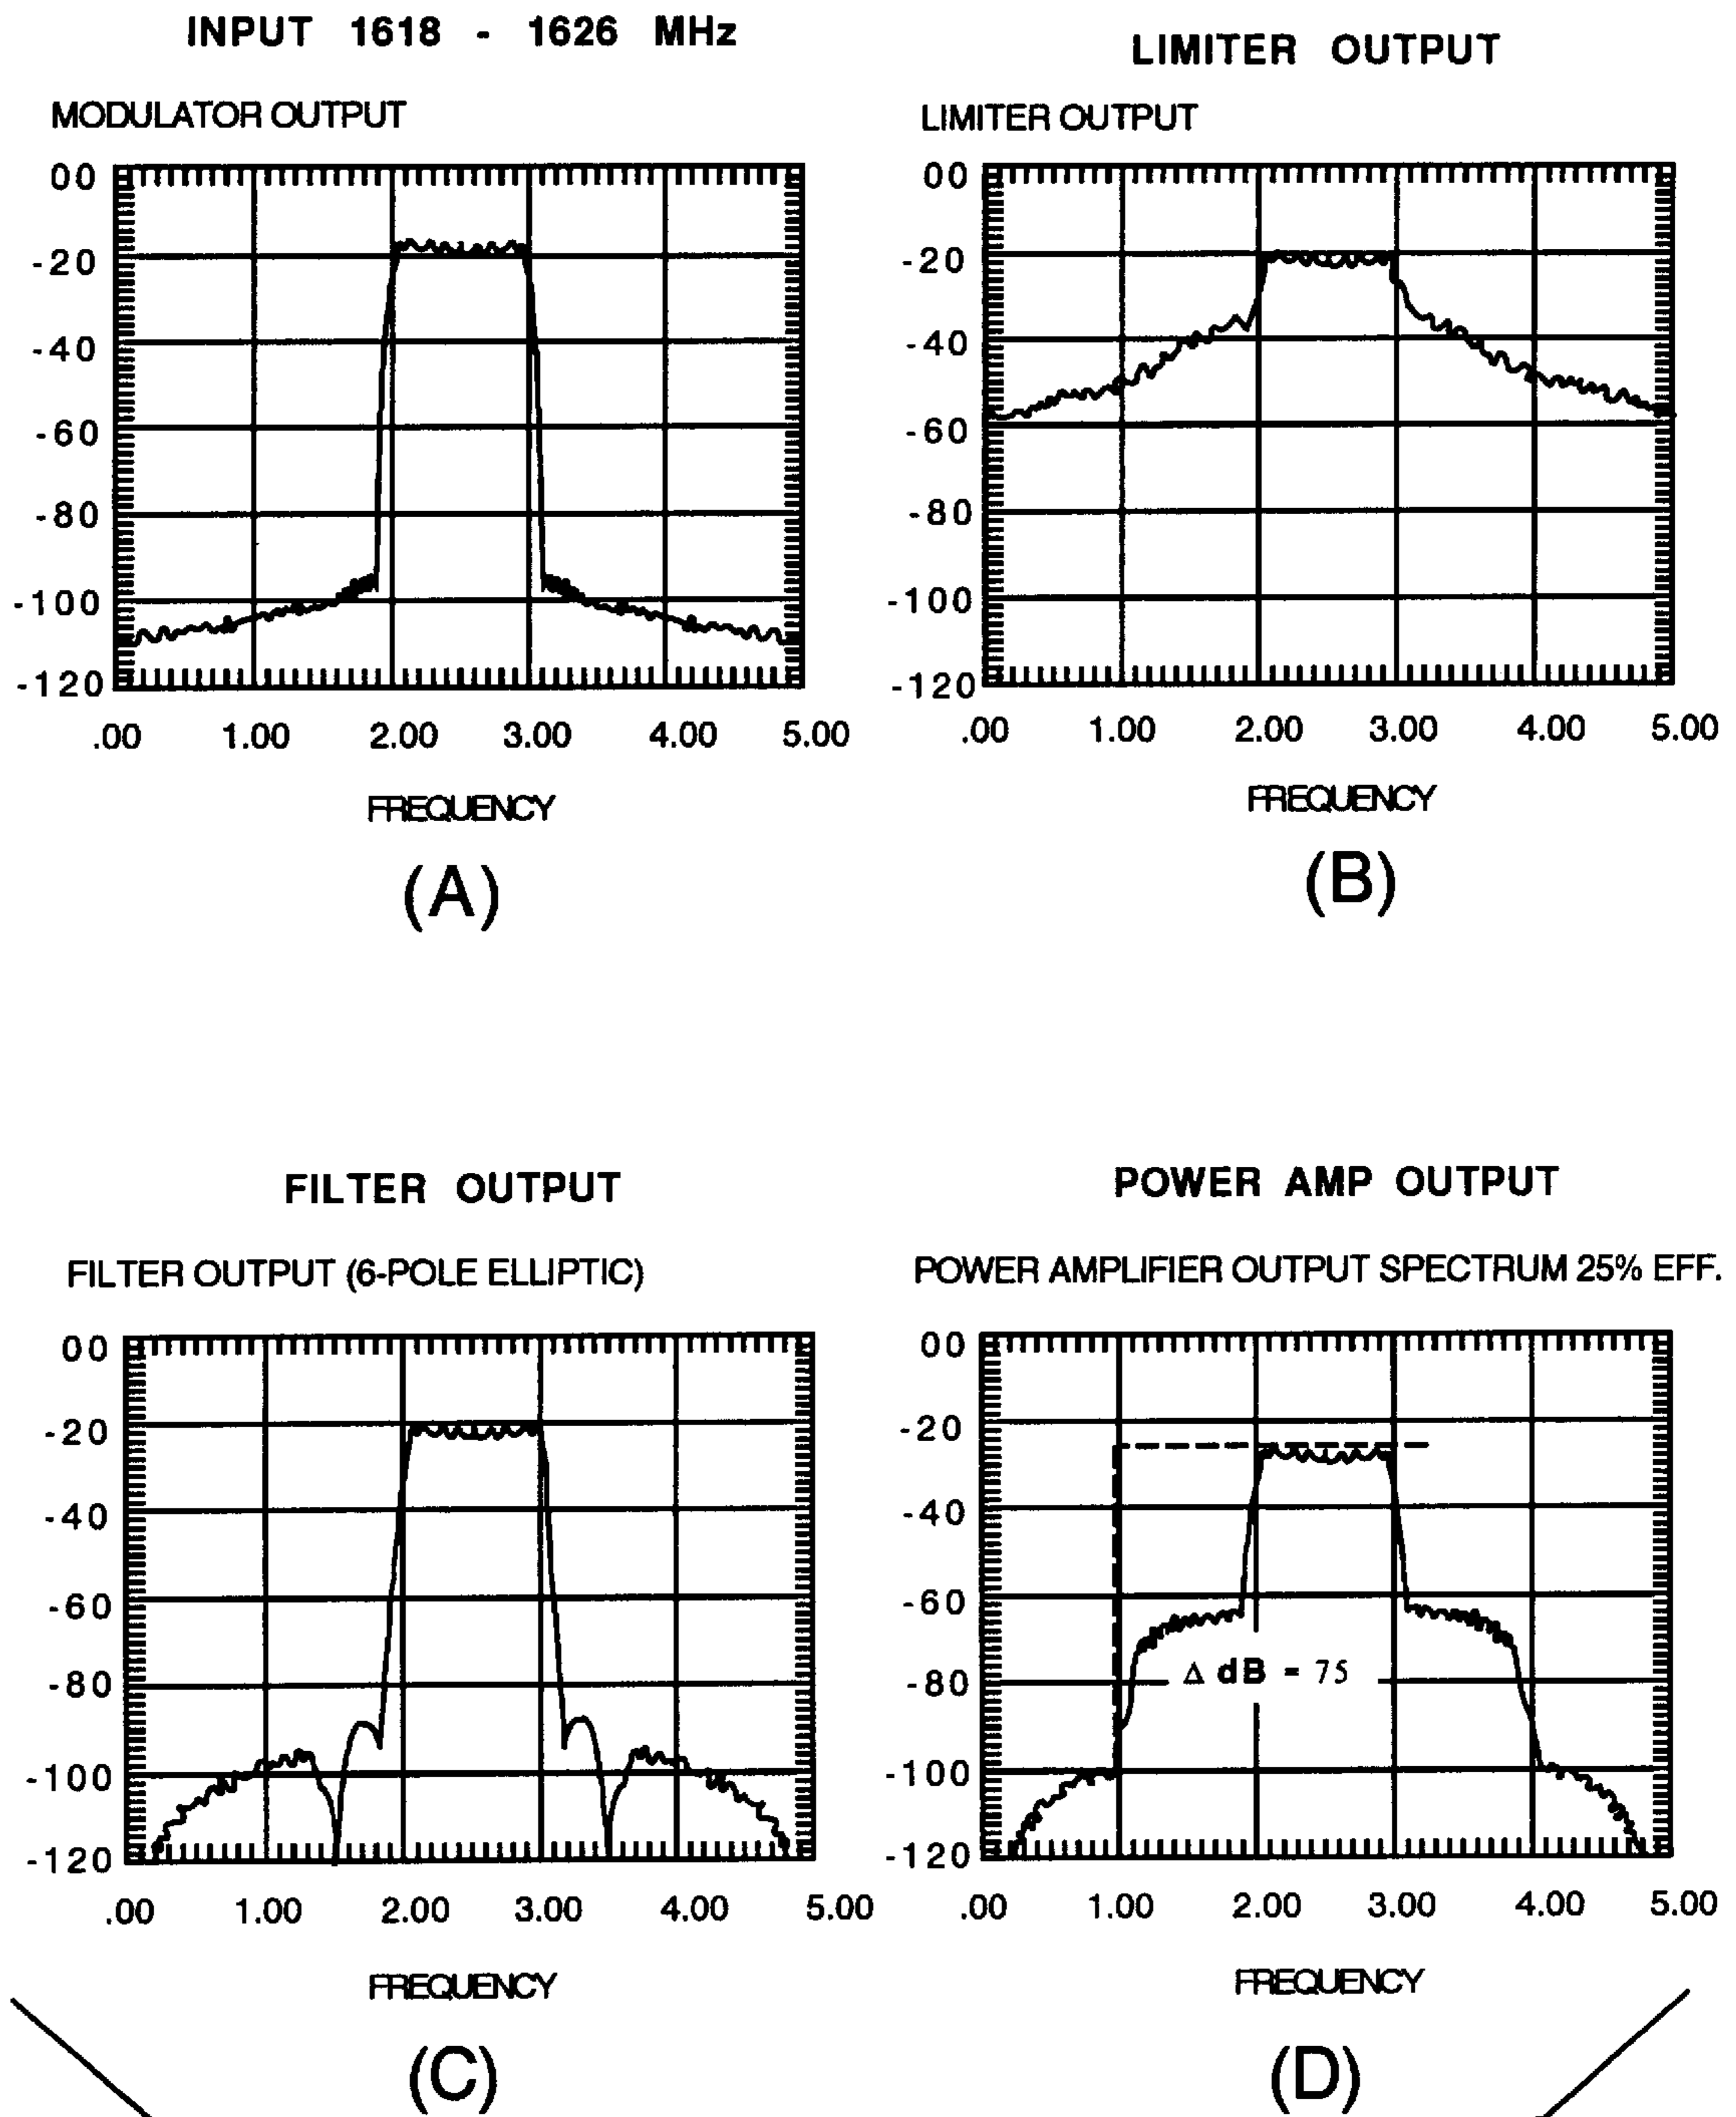 INPUT 1618 - 1626 MHz
MODULATOR OUTPUT
00
-20
-40
-60
-80
-100
-120
.00 1.00 2.00 3.00 4.00 5.00
FREQUENCY
(A)
LIMITER OUTPUT
LIMITER OUTPUT
00
-20
-40
-60
-80
-100
-120
.00 1.00 2.00 3.00 4.00 5.00
FREQUENCY
(B)
FILTER OUTPUT
FILTER OUTPUT (6-POLE ELLIPTIC)
00
-20
-40
-60
-80
-100
-120
.00 1.00 2.00 3.00 4.00 5.00
FREQUENCY
(C)
POWER AMP OUTPUT
POWER AMPLIFIER OUTPUT SPECTRUM 25% EFF.
00
-20
-40
-60
Δ dB = 75
-80
-100
-120
.00 1.00 2.00 3.00 4.00 5.00
FREQUENCY
(D)